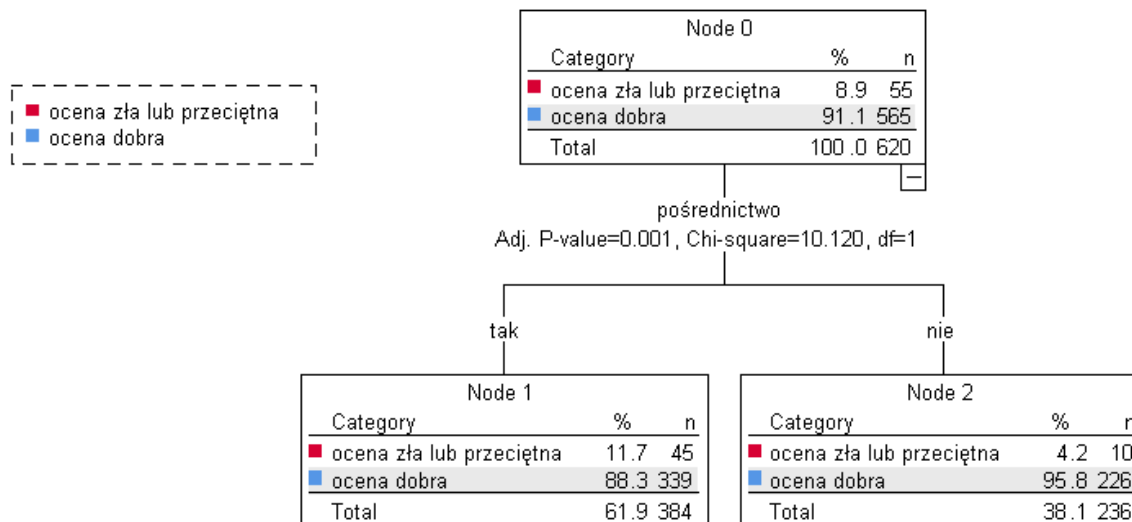 Node 0
Category % n
ocena zła lub przeciętna 8.9 55
ocena dobra 91.1 565
Total 100.0 620
ocena zła lub przeciętna
ocena dobra
pośrednictwo
Adj. P-value=0.001, Chi-square=10.120, df=1
tak
nie
Node 1
Category % n
ocena zła lub przeciętna 11.7 45
ocena dobra 88.3 339
Total 61.9 384
Node 2
Category % n
ocena zła lub przeciętna 4.2 10
ocena dobra 95.8 226
Total 38.1 236